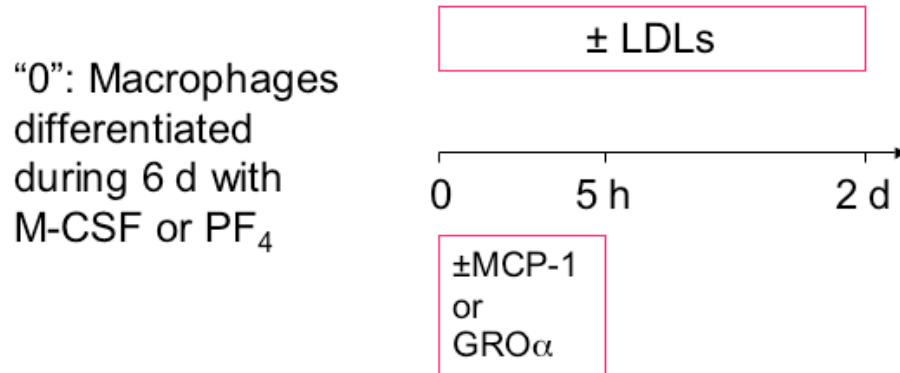 ± LDLs
“0”: Macrophages
differentiated
during 6 d with
M-CSF or PF4
0 5 h 2 d
±MCP-1
or
GROα